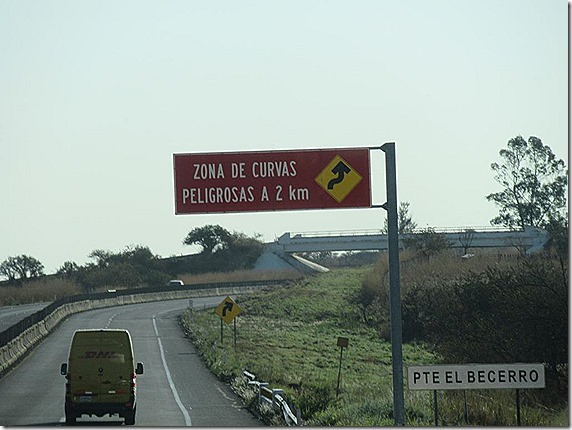 ZONA DE CURVAS
PELIGROSAS A 2 km
DHL
PTE EL BECERRO